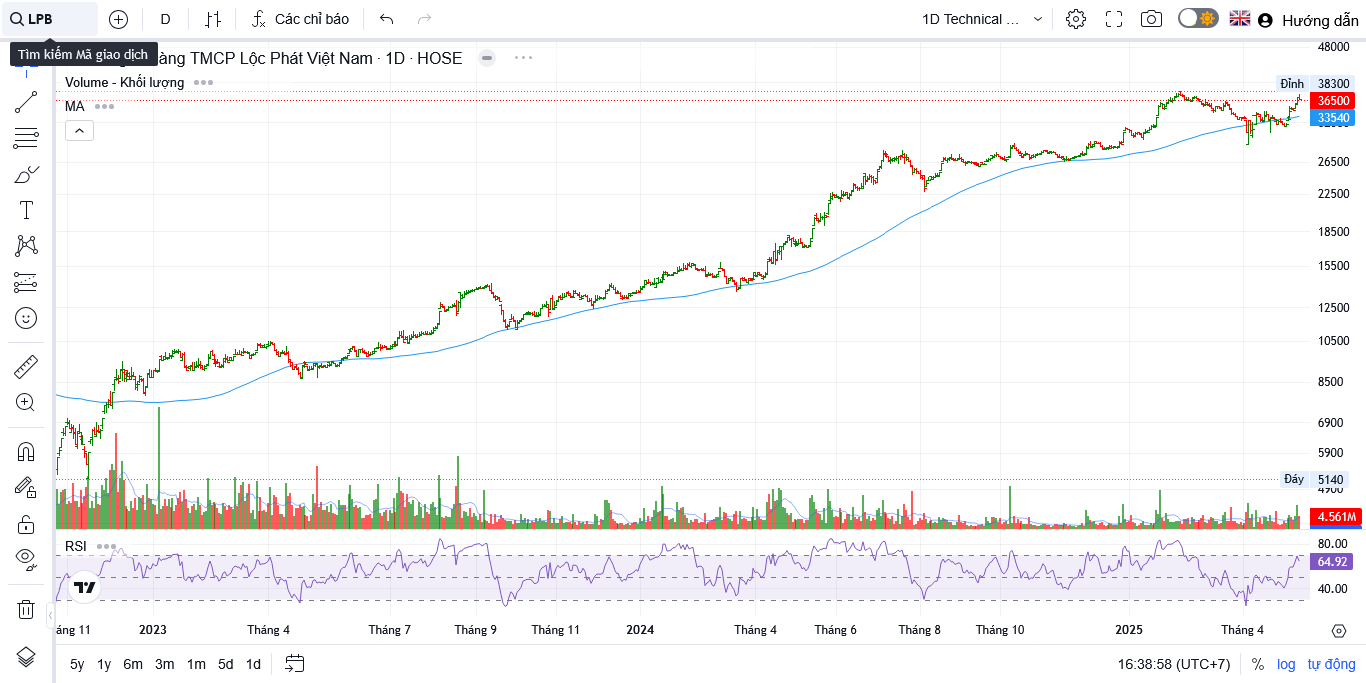 LPB
D
Các chỉ báo
1D Technical ...
Hướng dẫn
Tìm kiếm Mã giao dịch
àng TMCP Lộc Phát Việt Nam · 1D · HOSE
Volume - Khối lượng
MA
48000
Đỉnh 38300
36500
33540
26500
22500
18500
15500
12500
10500
8500
6900
5900
Đáy 5140
4900
4.561M
RSI
80.00
64.92
40.00
áng 11 2023 Tháng 4 Tháng 7 Tháng 9 Tháng 11 2024 Tháng 4 Tháng 6 Tháng 8 Tháng 10 2025 Tháng 4
5y 1y 6m 3m 1m 5d 1d
16:38:58 (UTC+7) % log tự động